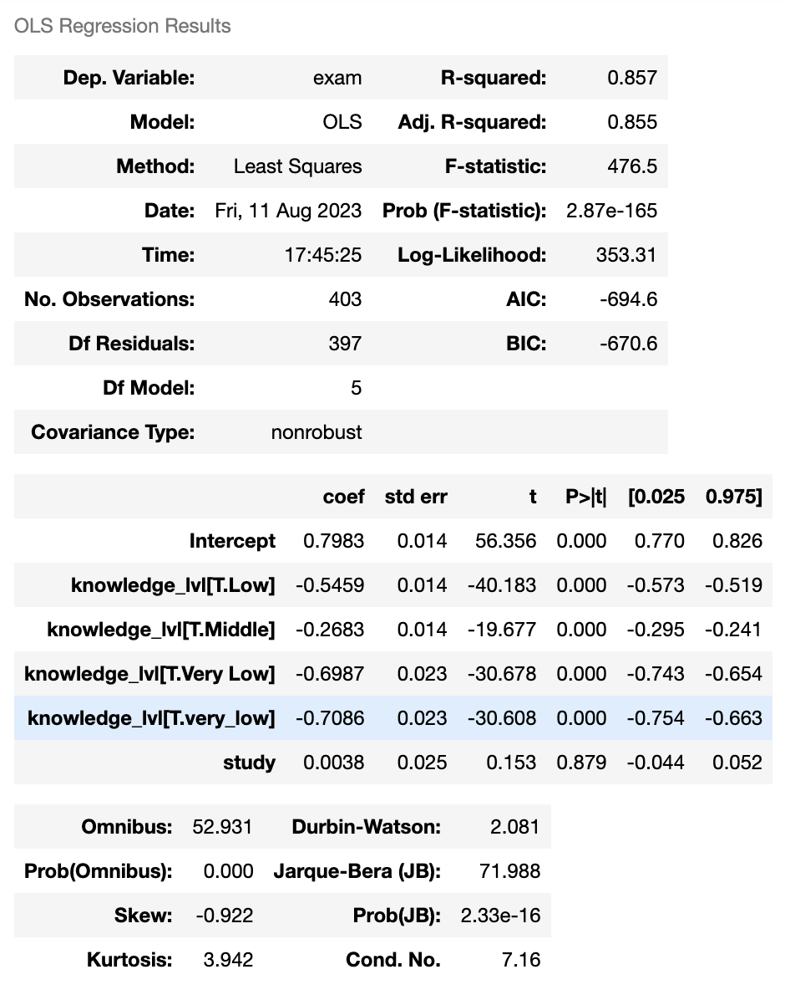 OLS Regression Results
Dep. Variable: exam R-squared: 0.857
Model: OLS Adj. R-squared: 0.855
Method: Least Squares F-statistic: 476.5
Date: Fri, 11 Aug 2023 Prob (F-statistic): 2.87e-165
Time: 17:45:25 Log-Likelihood: 353.31
No. Observations: 403 AIC: -694.6
Df Residuals: 397 BIC: -670.6
Df Model: 5
Covariance Type: nonrobust
coef std err t P>|t| [0.025 0.975]
Intercept 0.7983 0.014 56.356 0.000 0.770 0.826
knowledge_lvl[T.Low] -0.5459 0.014 -40.183 0.000 -0.573 -0.519
knowledge_lvl[T.Middle] -0.2683 0.014 -19.677 0.000 -0.295 -0.241
knowledge_lvl[T.Very Low] -0.6987 0.023 -30.678 0.000 -0.743 -0.654
knowledge_lvl[T.very_low] -0.7086 0.023 -30.608 0.000 -0.754 -0.663
study 0.0038 0.025 0.153 0.879 -0.044 0.052
Omnibus: 52.931 Durbin-Watson: 2.081
Prob(Omnibus): 0.000 Jarque-Bera (JB): 71.988
Skew: -0.922 Prob(JB): 2.33e-16
Kurtosis: 3.942 Cond. No. 7.16